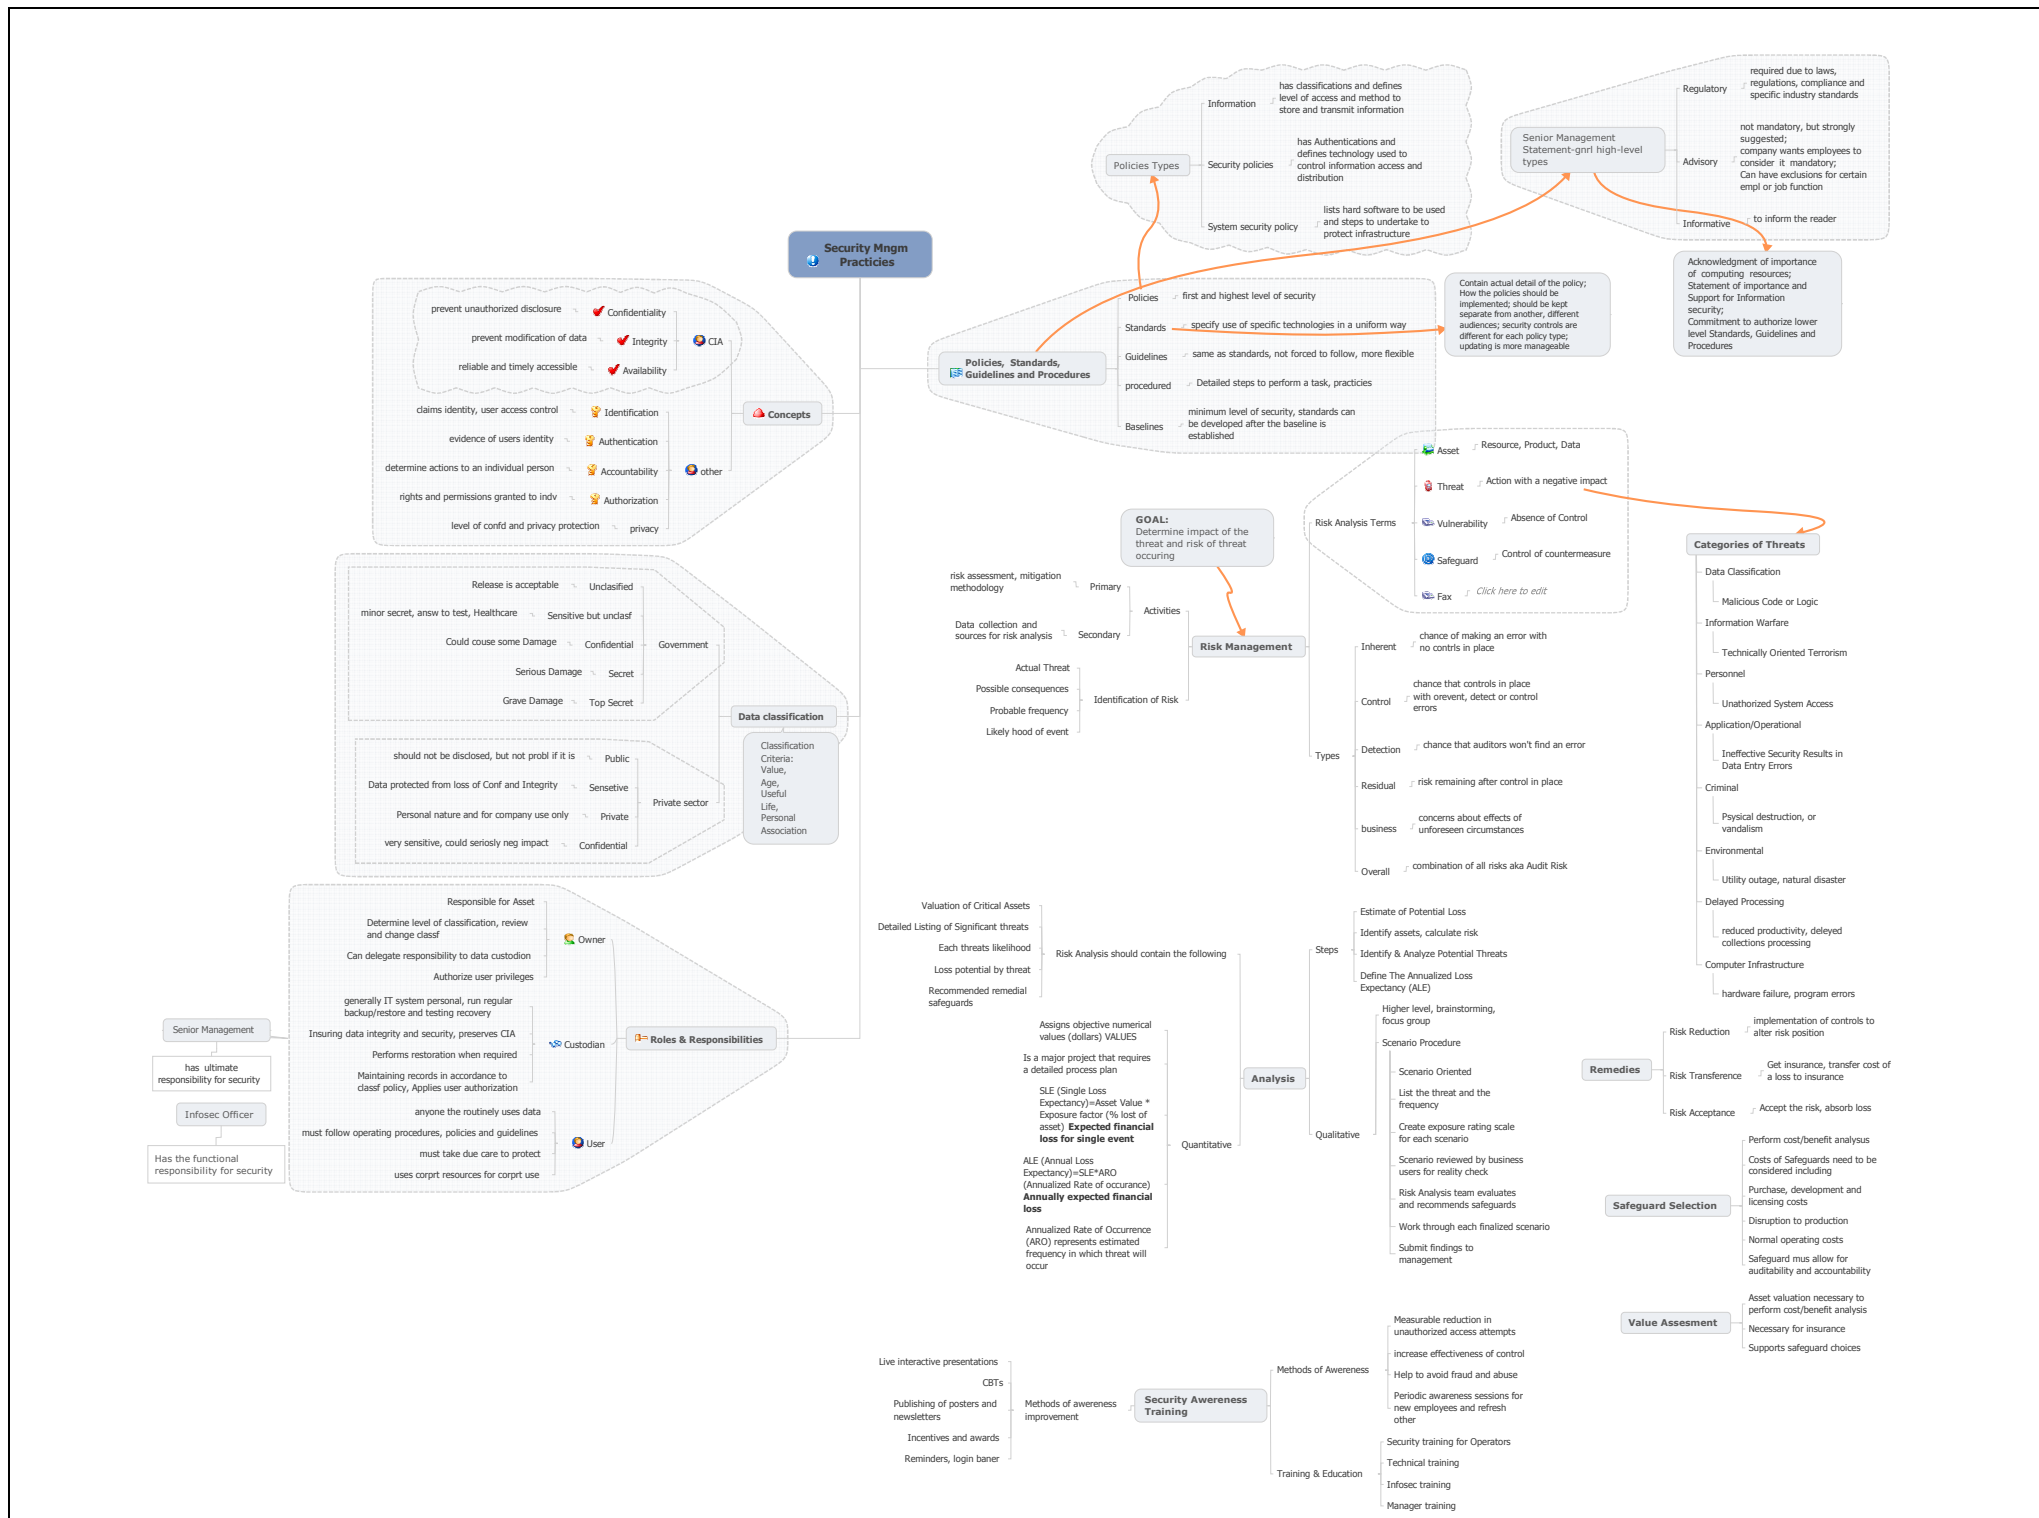 Security Mngm
Practicies
prevent unauthorized disclosure
Confidentiality
prevent modification of data
Integrity
reliable and timely accessible
Availability
CIA
claims identity, user access control
Identification
evidence of users identity
Authentication
determine actions to an individual person
Accountability
rights and permissions granted to indv
Authorization
level of confd and privacy protection
privacy
other
Concepts
Release is acceptable
Unclassified
minor secret, answ to test, Healthcare
Sensitive but unclasf
Could couse some Damage
Confidential
Serious Damage
Secret
Grave Damage
Top Secret
Government
Data classification
Classification
Criteria:
Value,
Age,
Useful
Life,
Personal
Association
should not be disclosed, but not probl if it is
Public
Data protected from loss of Conf and Integrity
Sensetive
Personal nature and for company use only
Private
very sensitive, could seriosly neg impact
Confidential
Private sector
Responsible for Asset
Determine level of classification, review
and change classf
Can delegate responsibility to data custodion
Authorize user privileges
Owner
generally IT system personal, run regular
backup/restore and testing recovery
Insuring data integrity and security, preserves CIA
Performs restoration when required
Maintaining records in accordance to
classf policy, Applies user authorization
Custodian
anyone the routinely uses data
must follow operating procedures, policies and guidelines
must take due care to protect
uses corprt resources for corprt use
User
Roles & Responsibilities
Senior Management
has ultimate
responsibility for security
Infosec Officer
Has the functional
responsibility for security
Policies Types
Information
has classifications and defines
level of access and method to
store and transmit information
Security policies
has Authentications and
defines technology used to
control information access and
distribution
System security policy
lists hard software to be used
and steps to undertake to
protect infrastructure
Senior Management
Statement-gnrl high-level
types
Regulatory
required due to laws,
regulations, compliance and
specific industry standards
Advisory
not mandatory, but strongly
suggested;
company wants employees to
consider it mandatory;
Can have exclusions for certain
empl or job function
Informative
to inform the reader
Acknowledgment of importance
of computing resources;
Statement of importance and
Support for Information
security;
Commitment to authorize lower
level Standards, Guidelines and
Procedures
Contain actual detail of the policy;
How the policies should be
implemented; should be kept
separate from another, different
audiences; security controls are
different for each policy type;
updating is more manageable
Policies, Standards,
Guidelines and Procedures
Policies
first and highest level of security
Standards
specify use of specific technologies in a uniform way
Guidelines
same as standards, not forced to follow, more flexible
procedured
Detailed steps to perform a task, practicies
Baselines
minimum level of security, standards can
be developed after the baseline is
established
GOAL:
Determine impact of the
threat and risk of threat
occuring
Risk Management
risk assessment, mitigation
methodology
Primary
Data collection and
sources for risk analysis
Secondary
Activities
Actual Threat
Possible consequences
Probable frequency
Likely hood of event
Identification of Risk
Risk Analysis Terms
Asset
Resource, Product, Data
Threat
Action with a negative impact
Vulnerability
Absence of Control
Safeguard
Control of countermeasure
Fax
Click here to edit
Types
Inherent
chance of making an error with
no contrls in place
Control
chance that controls in place
with orevent, detect or control
errors
Detection
chance that auditors won't find an error
Residual
risk remaining after control in place
business
concerns about effects of
unforeseen circumstances
Overall
combination of all risks aka Audit Risk
Categories of Threats
Data Classification
Malicious Code or Logic
Information Warfare
Technically Oriented Terrorism
Personnel
Unathorized System Access
Application/Operational
Ineffective Security Results in
Data Entry Errors
Criminal
Psysical destruction, or
vandalism
Environmental
Utility outage, natural disaster
Delayed Processing
reduced productivity, deleyed
collections processing
Computer Infrastructure
hardware failure, program errors
Valuation of Critical Assets
Detailed Listing of Significant threats
Each threats likelihood
Loss potential by threat
Recommended remedial
safeguards
Risk Analysis should contain the following
Assigns objective numerical
values (dollars) VALUES
Is a major project that requires
a detailed process plan
SLE (Single Loss
Expectancy)=Asset Value *
Exposure factor (% lost of
asset) Expected financial
loss for single event
ALE (Annual Loss
Expectancy)=SLE*ARO
(Annualized Rate of occurance)
Annually expected financial
loss
Annualized Rate of Occurrence
(ARO) represents estimated
frequency in which threat will
occur
Quantitative
Analysis
Steps
Estimate of Potential Loss
Identify assets, calculate risk
Identify & Analyze Potential Threats
Define The Annualized Loss
Expectancy (ALE)
Qualitative
Higher level, brainstorming,
focus group
Scenario Procedure
Scenario Oriented
List the threat and the
frequency
Create exposure rating scale
for each scenario
Scenario reviewed by business
users for reality check
Risk Analysis team evaluates
and recommends safeguards
Work through each finalized scenario
Submit findings to
management
Remedies
Risk Reduction
implementation of controls to
alter risk position
Risk Transference
Get insurance, transfer cost of
a loss to insurance
Risk Acceptance
Accept the risk, absorb loss
Safeguard Selection
Perform cost/benefit analysus
Costs of Safeguards need to be
considered including
Purchase, development and
licensing costs
Disruption to production
Normal operating costs
Safeguard mus allow for
auditability and accountability
Value Assesment
Asset valuation necessary to
perform cost/benefit analysis
Necessary for insurance
Supports safeguard choices
Live interactive presentations
CBTs
Publishing of posters and
newsletters
Incentives and awards
Reminders, login baner
Methods of awereness
improvement
Security Awereness
Training
Methods of Awereness
Measurable reduction in
unauthorized access attempts
increase effectiveness of control
Help to avoid fraud and abuse
Periodic awareness sessions for
new employees and refresh
other
Training & Education
Security training for Operators
Technical training
Infosec training
Manager training